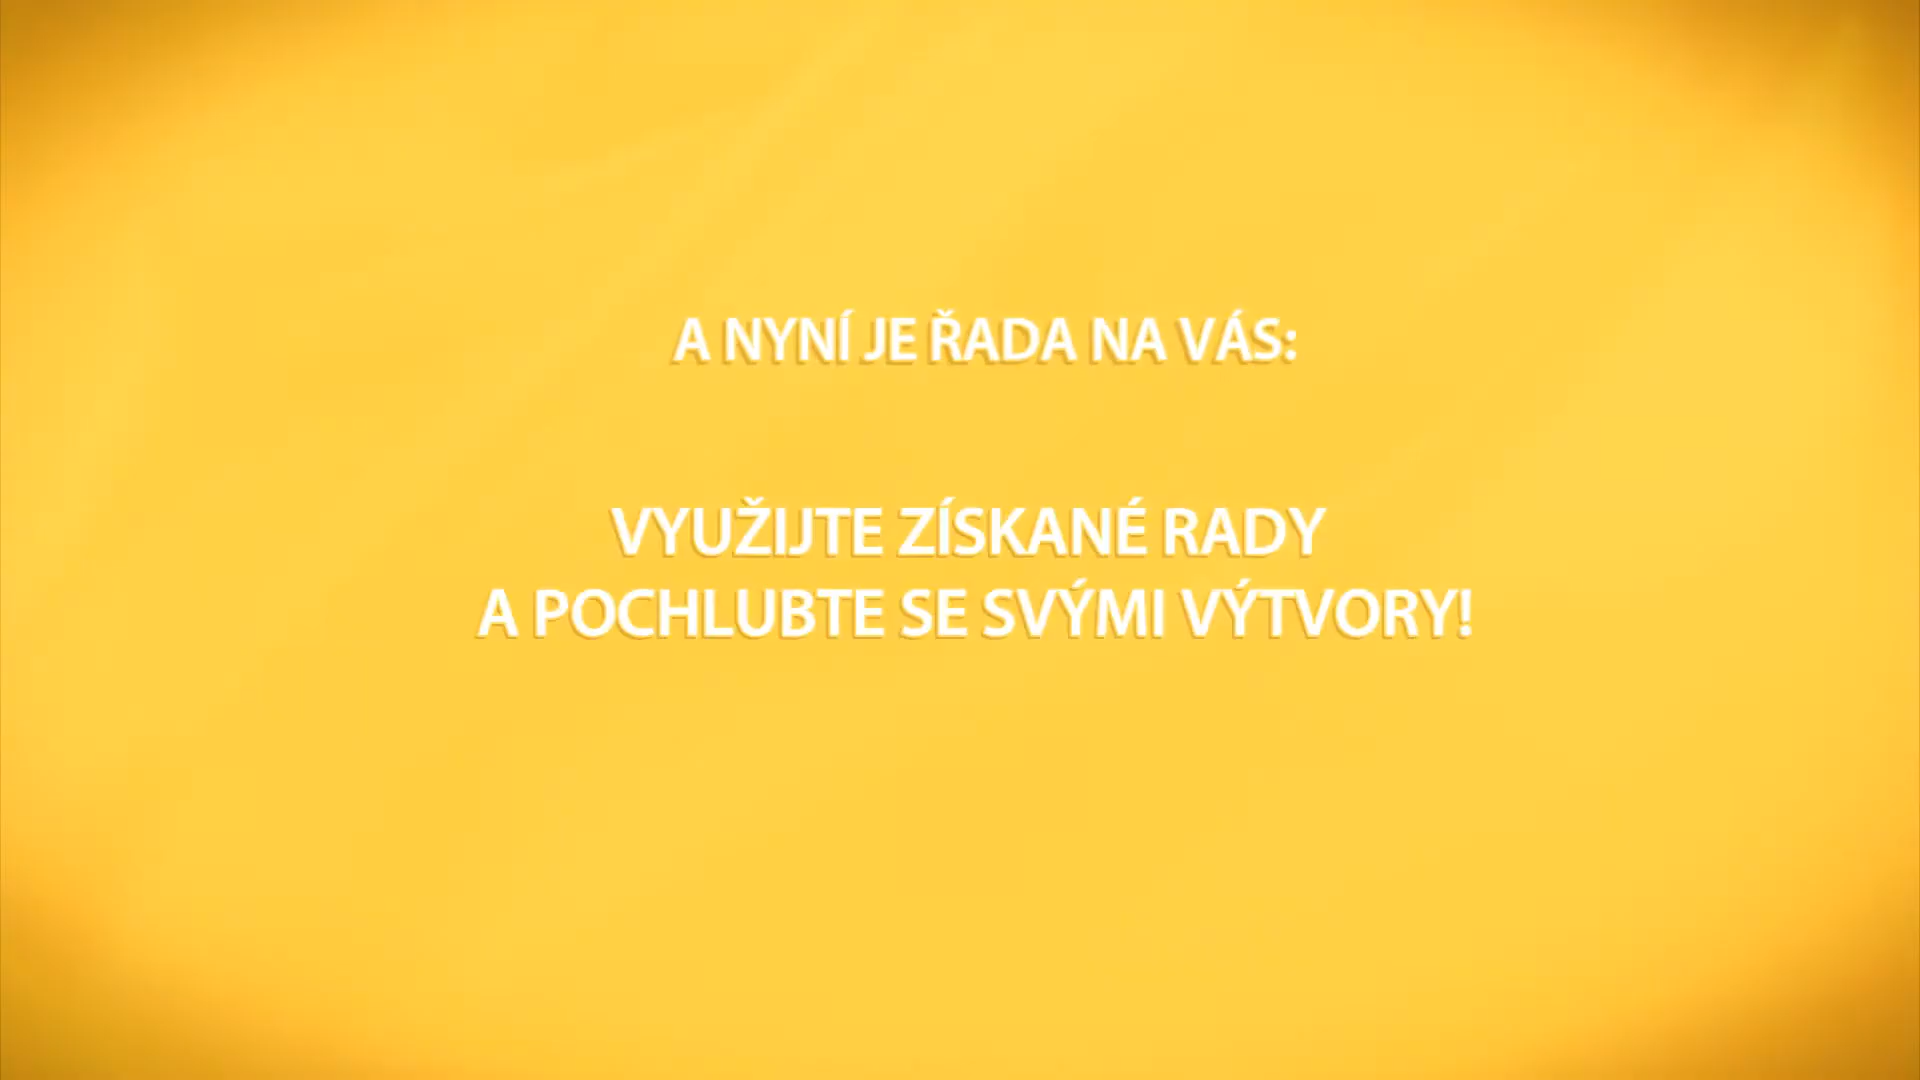 A NYNÍ JE ŘADA NA VÁS:
VYUŽIJTE ZÍSKANÉ RADY
A POCHLUBTE SE SVÝMI VÝTVORY!